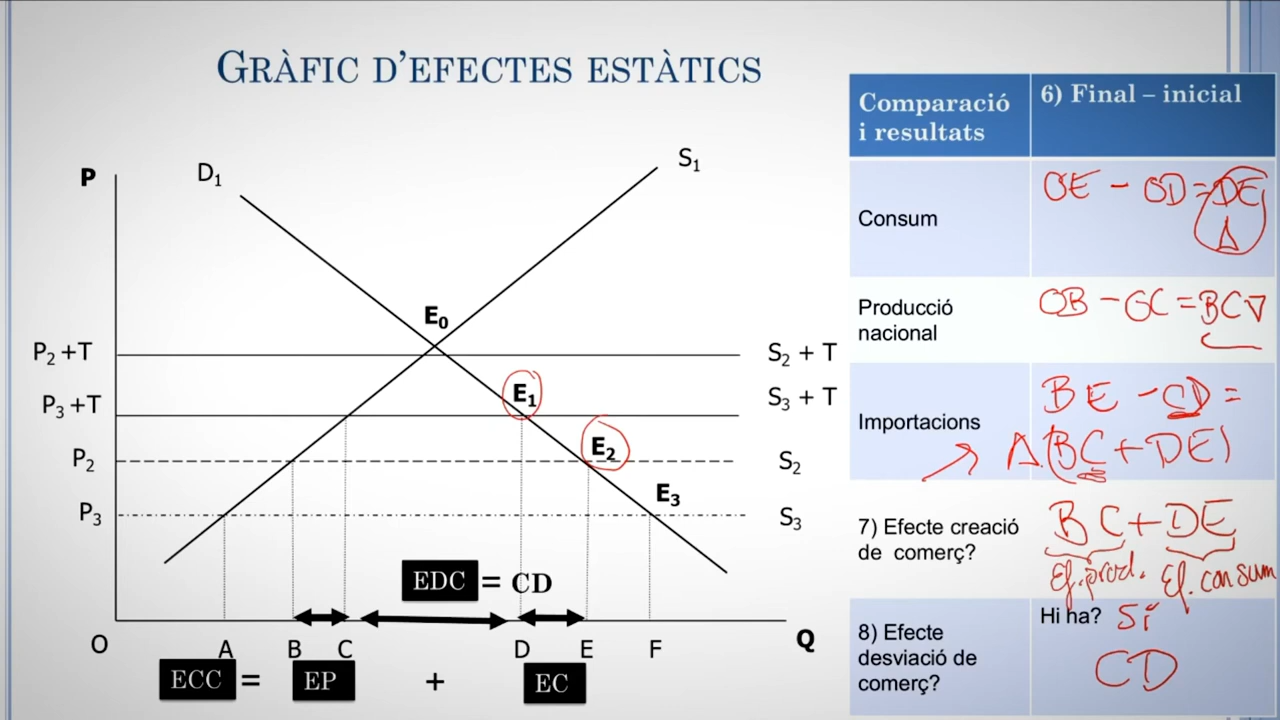 GRÀFIC D'EFECTES ESTÀTICS
P
D₁
S₁
E₀
P₂ +T
S₂ + T
P₃ +T
E₁
S₃ + T
P₂
E₂
S₂
P₃
E₃
S₃
EDC = CD
O
A
B
C
D
E
F
Q
ECC = EP + EC
Comparació i resultats
6) Final – inicial
Consum
OE - OD = DE
Δ
Producció nacional
OB - OC = BC ∇
Importacions
BE - CD =
Δ (BC + DE)
7) Efecte creació de comerç?
BC + DE
Ef. prod. Ef. consum
8) Efecte desviació de comerç?
Hi ha? Sí
CD